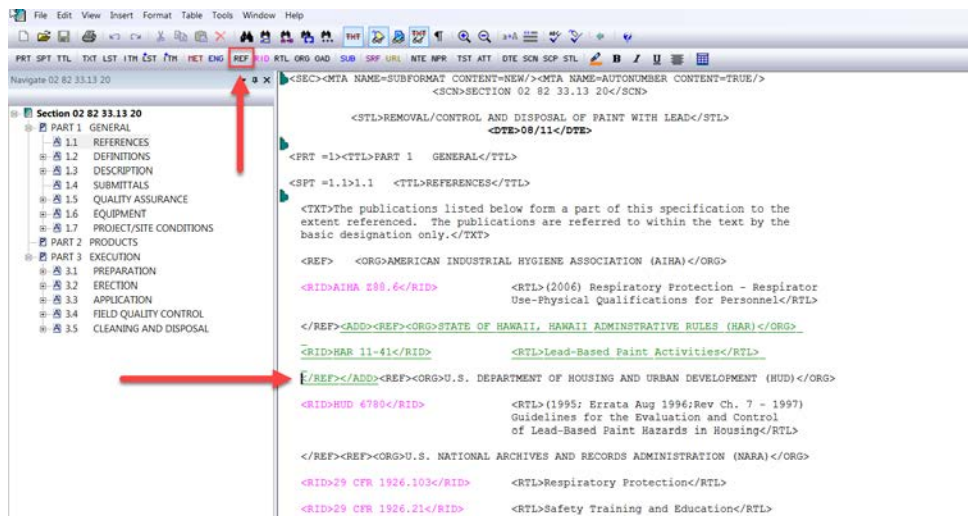 File Edit View Insert Format Table Tools Window Help
THT
PRT SPT TTL TXT LST ITM LST ITM MET ENG REF RID RTL ORG OAD SUB SRF URL NTE NPR TST ATT DTE SCN SCP STL B I U
Navigate 02 82 33.13 20
Section 02 82 33.13 20
PART 1 GENERAL
1.1 REFERENCES
1.2 DEFINITIONS
1.3 DESCRIPTION
1.4 SUBMITTALS
1.5 QUALITY ASSURANCE
1.6 EQUIPMENT
1.7 PROJECT/SITE CONDITIONS
PART 2 PRODUCTS
PART 3 EXECUTION
3.1 PREPARATION
3.2 ERECTION
3.3 APPLICATION
3.4 FIELD QUALITY CONTROL
3.5 CLEANING AND DISPOSAL
<SEC><MTA NAME=SUBFORMAT CONTENT=NEW/><MTA NAME=AUTONUMBER CONTENT=TRUE/>
<SCN>SECTION 02 82 33.13 20</SCN>
<STL>REMOVAL/CONTROL AND DISPOSAL OF PAINT WITH LEAD</STL>
<DTE>08/11</DTE>
<PRT =1><TTL>PART 1 GENERAL</TTL>
<SPT =1.1>1.1 <TTL>REFERENCES</TTL>
<TXT>The publications listed below form a part of this specification to the
extent referenced. The publications are referred to within the text by the
basic designation only.</TXT>
<REF> <ORG>AMERICAN INDUSTRIAL HYGIENE ASSOCIATION (AIHA)</ORG>
<RID>AIHA Z88.6</RID> <RTL>(2006) Respiratory Protection - Respirator
Use-Physical Qualifications for Personnel</RTL>
</REF><ADD><REF><ORG>STATE OF HAWAII, HAWAII ADMINSTRATIVE RULES (HAR)</ORG>
<RID>HAR 11-41</RID> <RTL>Lead-Based Paint Activities</RTL>
</REF></ADD><REF><ORG>U.S. DEPARTMENT OF HOUSING AND URBAN DEVELOPMENT (HUD)</ORG>
<RID>HUD 6780</RID> <RTL>(1995; Errata Aug 1996;Rev Ch. 7 - 1997)
Guidelines for the Evaluation and Control
of Lead-Based Paint Hazards in Housing</RTL>
</REF><REF><ORG>U.S. NATIONAL ARCHIVES AND RECORDS ADMINISTRATION (NARA)</ORG>
<RID>29 CFR 1926.103</RID> <RTL>Respiratory Protection</RTL>
<RID>29 CFR 1926.21</RID> <RTL>Safety Training and Education</RTL>